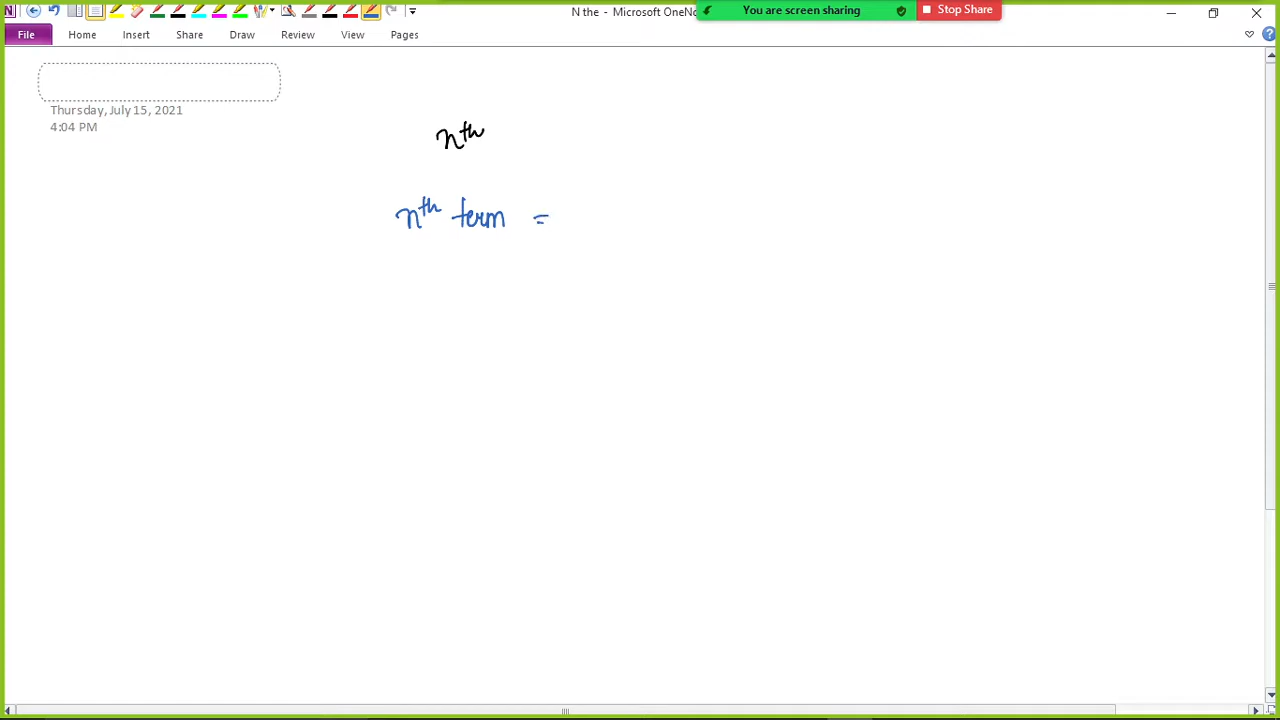 N the - Microsoft OneNo
You are screen sharing
Stop Share
File Home Insert Share Draw Review View Pages
Thursday, July 15, 2021
4:04 PM
nth
nth term =